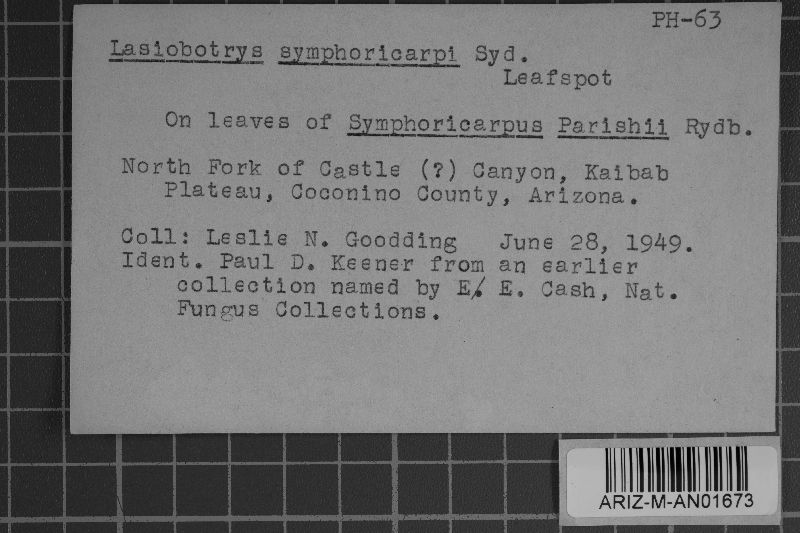 PH-63
Lasiobotrys symphoricarpi Syd.
Leafspot
On leaves of Symphoricarpus Parishii Rydb.
North Fork of Castle (?) Canyon, Kaibab
Plateau, Coconino County, Arizona.
Coll: Leslie N. Goodding June 28, 1949.
Ident. Paul D. Keener from an earlier
collection named by E. E. Cash, Nat.
Fungus Collections.
ARIZ-M-AN01673